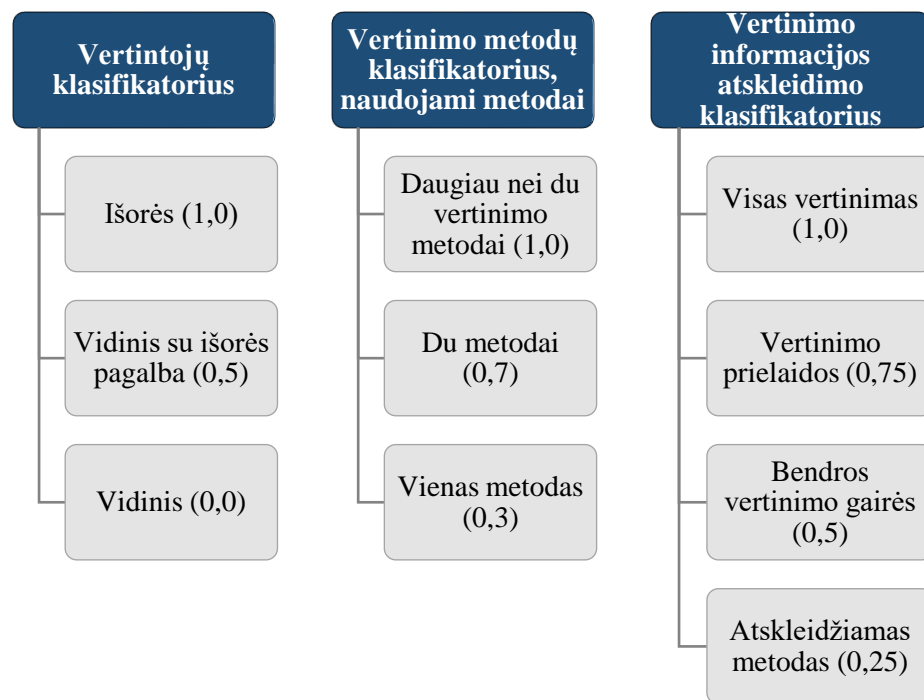 Vertintojų
klasifikatorius
Išorės (1,0)
Vidinis su išorės
pagalba (0,5)
Vidinis (0,0)
Vertinimo metodų
klasifikatorius,
naudojami metodai
Daugiau nei du
vertinimo
metodai (1,0)
Du metodai
(0,7)
Vienas metodas
(0,3)
Vertinimo
informacijos
atskleidimo
klasifikatorius
Visas vertinimas
(1,0)
Vertinimo
prielaidos (0,75)
Bendros
vertinimo gairės
(0,5)
Atskleidžiamas
metodas (0,25)